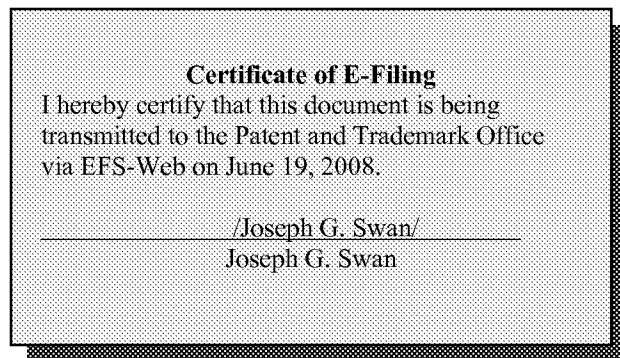 Certificate of E-Filing
I hereby certify that this document is being
transmitted to the Patent and Trademark Office
via EFS-Web on June 19, 2008.
/Joseph G. Swan/
Joseph G. Swan